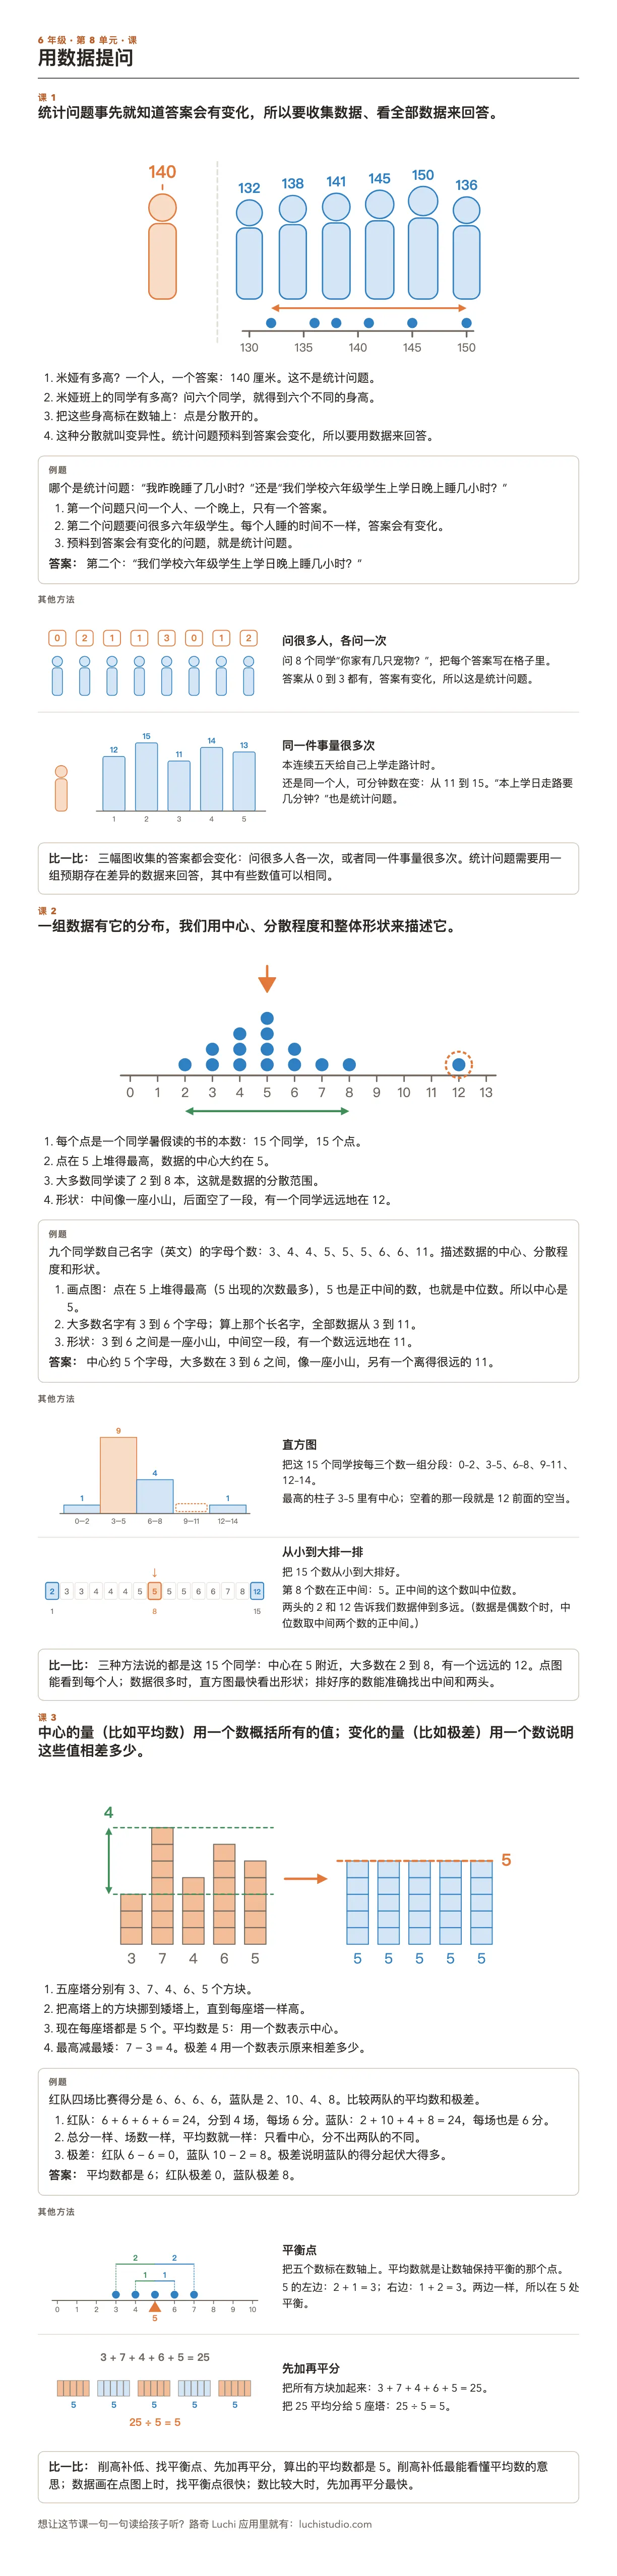 6 年级 · 第 8 单元 · 课
用数据提问
课 1
统计问题事先就知道答案会有变化，所以要收集数据、看全部数据来回答。
140
132 138 141 145 150 136
130 135 140 145 150
1. 米娅有多高？一个人，一个答案：140 厘米。这不是统计问题。
2. 米娅班上的同学有多高？问六个同学，就得到六个不同的身高。
3. 把这些身高标在数轴上：点是分散开的。
4. 这种分散就叫变异性。统计问题预料到答案会变化，所以要用数据来回答。
例题
哪个是统计问题：“我昨晚睡了几小时？”还是“我们学校六年级学生上学日晚上睡几小时？”
1. 第一个问题只问一个人、一个晚上，只有一个答案。
2. 第二个问题要问很多六年级学生。每个人睡的时间不一样，答案会有变化。
3. 预料到答案会有变化的问题，就是统计问题。
答案： 第二个：“我们学校六年级学生上学日晚上睡几小时？”
其他方法
0 2 1 1 3 0 1 2
问很多人，各问一次
问 8 个同学“你家有几只宠物？”，把每个答案写在格子里。
答案从 0 到 3 都有，答案有变化，所以这是统计问题。
12 15 11 14 13
1 2 3 4 5
同一件事量很多次
本连续五天给自己上学走路计时。
还是同一个人，可分钟数在变：从 11 到 15。“本上学日走路要
几分钟？”也是统计问题。
比一比： 三幅图收集的答案都会变化：问很多人各一次，或者同一件事量很多次。统计问题需要用一
组预期存在差异的数据来回答，其中有些数值可以相同。
课 2
一组数据有它的分布，我们用中心、分散程度和整体形状来描述它。
0 1 2 3 4 5 6 7 8 9 10 11 12 13
1. 每个点是一个同学暑假读的书的本数：15 个同学，15 个点。
2. 点在 5 上堆得最高，数据的中心大约在 5。
3. 大多数同学读了 2 到 8 本，这就是数据的分散范围。
4. 形状：中间像一座小山，后面空了一段，有一个同学远远地在 12。
例题
九个同学数自己名字（英文）的字母个数：3、4、4、5、5、5、6、6、11。描述数据的中心、分散程
度和形状。
1. 画点图：点在 5 上堆得最高（5 出现的次数最多），5 也是正中间的数，也就是中位数。所以中心是
5。
2. 大多数名字有 3 到 6 个字母；算上那个长名字，全部数据从 3 到 11。
3. 形状：3 到 6 之间是一座小山，中间空一段，有一个数远远地在 11。
答案： 中心约 5 个字母，大多数在 3 到 6 之间，像一座小山，另有一个离得很远的 11。
其他方法
1 9 4 1
0–2 3–5 6–8 9–11 12–14
直方图
把这 15 个同学按每三个数一组分段：0–2、3–5、6–8、9–11、
12–14。
最高的柱子 3–5 里有中心；空着的那一段就是 12 前面的空当。
↓
2 3 3 4 4 4 5 5 5 5 6 6 7 8 12
1 8 15
从小到大排一排
把 15 个数从小到大排好。
第 8 个数在正中间：5。正中间的这个数叫中位数。
两头的 2 和 12 告诉我们数据伸到多远。（数据是偶数个时，中
位数取中间两个数的正中间。）
比一比： 三种方法说的都是这 15 个同学：中心在 5 附近，大多数在 2 到 8，有一个远远的 12。点图
能看到每个人；数据很多时，直方图最快看出形状；排好序的数能准确找出中间和两头。
课 3
中心的量（比如平均数）用一个数概括所有的值；变化的量（比如极差）用一个数说明
这些值相差多少。
4
5
3 7 4 6 5
5 5 5 5 5
1. 五座塔分别有 3、7、4、6、5 个方块。
2. 把高塔上的方块挪到矮塔上，直到每座塔一样高。
3. 现在每座塔都是 5 个。平均数是 5：用一个数表示中心。
4. 最高减最矮：7 − 3 = 4。极差 4 用一个数表示原来相差多少。
例题
红队四场比赛得分是 6、6、6、6，蓝队是 2、10、4、8。比较两队的平均数和极差。
1. 红队：6 + 6 + 6 + 6 = 24，分到 4 场，每场 6 分。蓝队：2 + 10 + 4 + 8 = 24，每场也是 6 分。
2. 总分一样、场数一样，平均数就一样：只看中心，分不出两队的不同。
3. 极差：红队 6 − 6 = 0，蓝队 10 − 2 = 8。极差说明蓝队的得分起伏大得多。
答案： 平均数都是 6；红队极差 0，蓝队极差 8。
其他方法
2 2
1 1
0 1 2 3 4 5 6 7 8 9 10
平衡点
把五个数标在数轴上。平均数就是让数轴保持平衡的那个点。
5 的左边：2 + 1 = 3；右边：1 + 2 = 3。两边一样，所以在 5 处
平衡。
3 + 7 + 4 + 6 + 5 = 25
5 5 5 5 5
25 ÷ 5 = 5
先加再平分
把所有方块加起来：3 + 7 + 4 + 6 + 5 = 25。
把 25 平均分给 5 座塔：25 ÷ 5 = 5。
比一比： 削高补低、找平衡点、先加再平分，算出的平均数都是 5。削高补低最能看懂平均数的意
思；数据画在点图上时，找平衡点很快；数比较大时，先加再平分最快。
想让这节课一句一句读给孩子听？路奇 Luchi 应用里就有：luchistudio.com